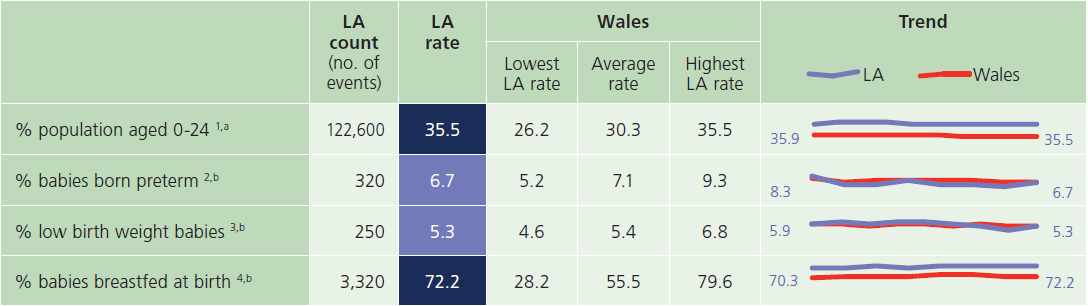 LA count (no. of events) LA rate Wales Trend
Lowest LA rate Average rate Highest LA rate LA Wales
% population aged 0-24 1,a 122,600 35.5 26.2 30.3 35.5 35.9 35.5
% babies born preterm 2,b 320 6.7 5.2 7.1 9.3 8.3 6.7
% low birth weight babies 3,b 250 5.3 4.6 5.4 6.8 5.9 5.3
% babies breastfed at birth 4,b 3,320 72.2 28.2 55.5 79.6 70.3 72.2